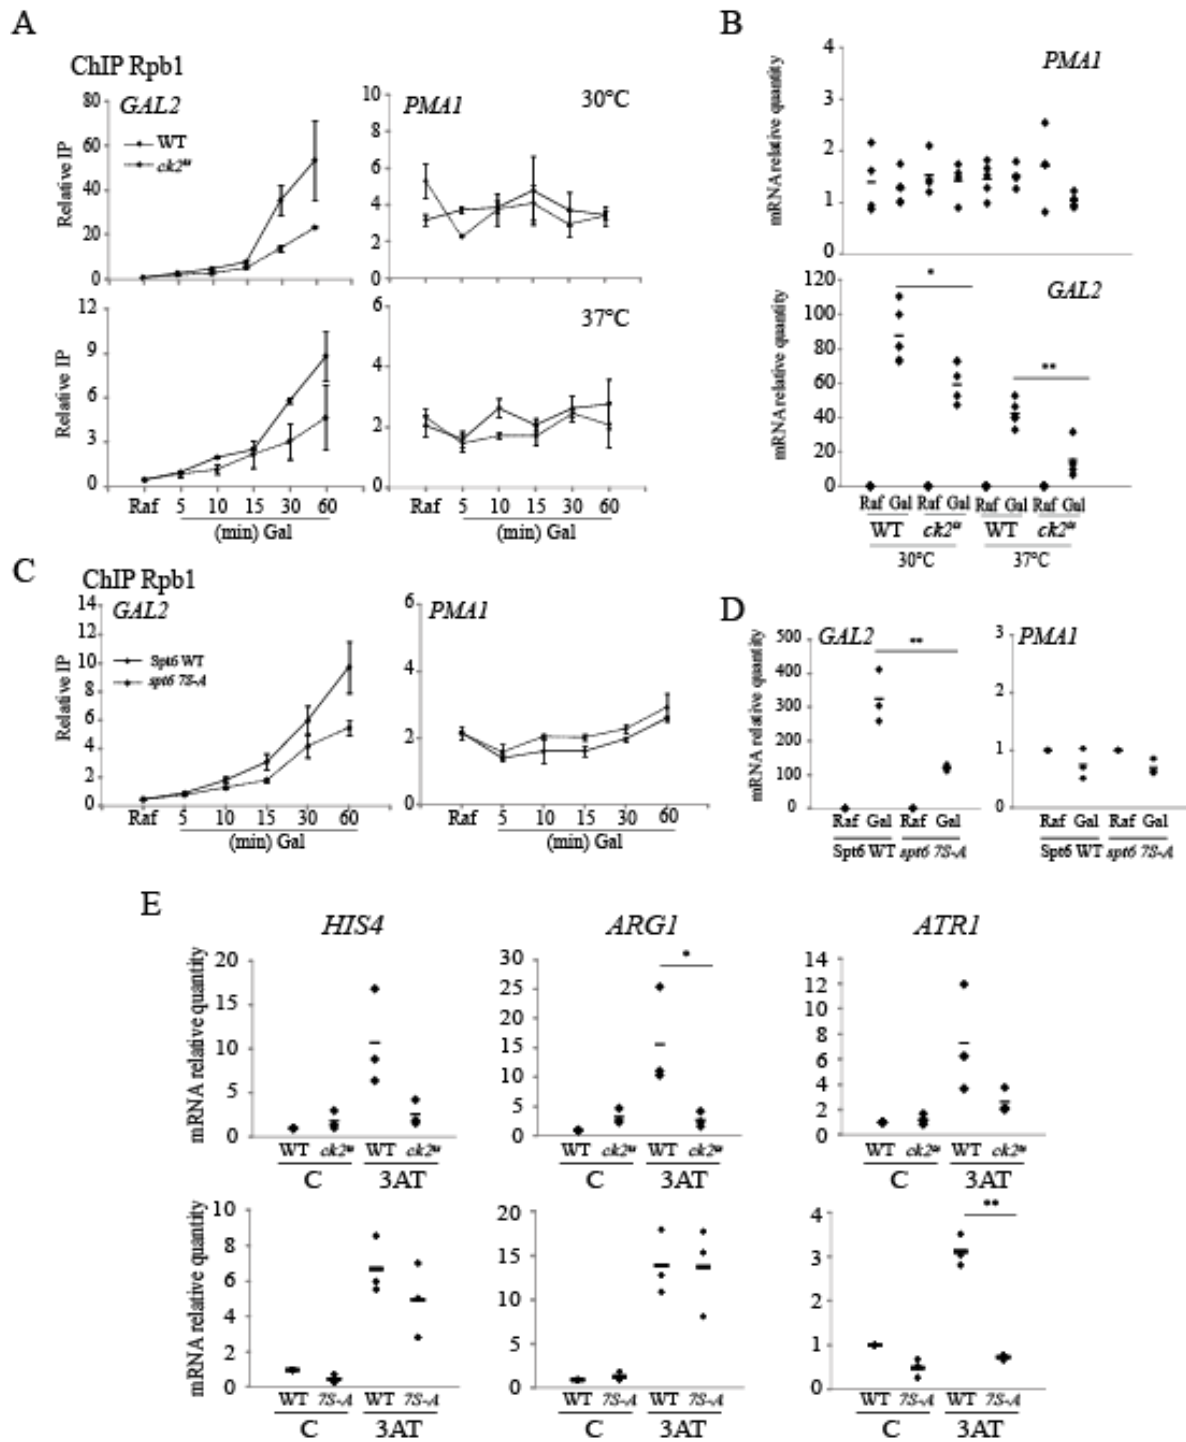 A
ChIP Rpb1
GAL2
WT
ck2ts
Relative IP
80
60
40
20
0
PMA1
30°C
10
8
6
4
2
0
Relative IP
12
9
6
3
0
Raf 5 10 15 30 60
(min) Gal
37°C
6
4
2
0
Raf 5 10 15 30 60
(min) Gal
B
PMA1
mRNA relative quantity
4
3
2
1
0
GAL2
mRNA relative quantity
120
100
80
60
40
20
0
*
**
Raf Gal Raf Gal Raf Gal Raf Gal
WT ck2ts WT ck2ts
30°C 37°C
C
ChIP Rpb1
GAL2
Spt6 WT
spt6 7S-A
Relative IP
14
12
10
8
6
4
2
0
Raf 5 10 15 30 60
(min) Gal
PMA1
6
4
2
0
Raf 5 10 15 30 60
(min) Gal
D
GAL2
**
mRNA relative quantity
500
400
300
200
100
0
Raf Gal Raf Gal
Spt6 WT spt6 7S-A
PMA1
3
2
1
0
Raf Gal Raf Gal
Spt6 WT spt6 7S-A
E
HIS4
mRNA relative quantity
20
15
10
5
0
WT ck2ts WT ck2ts
C 3AT
ARG1
*
30
25
20
15
10
5
0
WT ck2ts WT ck2ts
C 3AT
ATR1
14
12
10
8
6
4
2
0
WT ck2ts WT ck2ts
C 3AT
mRNA relative quantity
10
8
6
4
2
0
WT 7S-A WT 7S-A
C 3AT
20
15
10
5
0
WT 7S-A WT 7S-A
C 3AT
**
4
3
2
1
0
WT 7S-A WT 7S-A
C 3AT